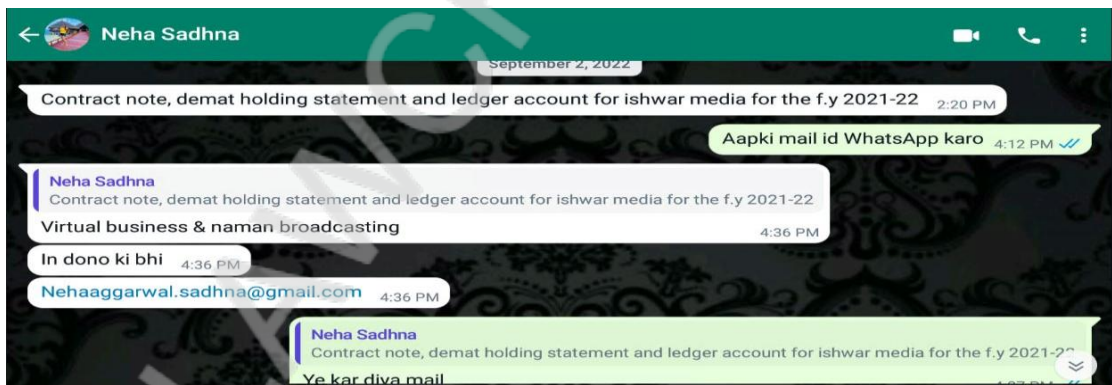 Neha Sadhna
September 2, 2022
Contract note, demat holding statement and ledger account for ishwar media for the f.y 2021-22 2:20 PM
Aapki mail id WhatsApp karo 4:12 PM
Neha Sadhna
Contract note, demat holding statement and ledger account for ishwar media for the f.y 2021-22
Virtual business & naman broadcasting 4:36 PM
In dono ki bhi 4:36 PM
Nehaaggarwal.sadhna@gmail.com 4:36 PM
Neha Sadhna
Contract note, demat holding statement and ledger account for ishwar media for the f.y 2021-22
Ye kar diya mail